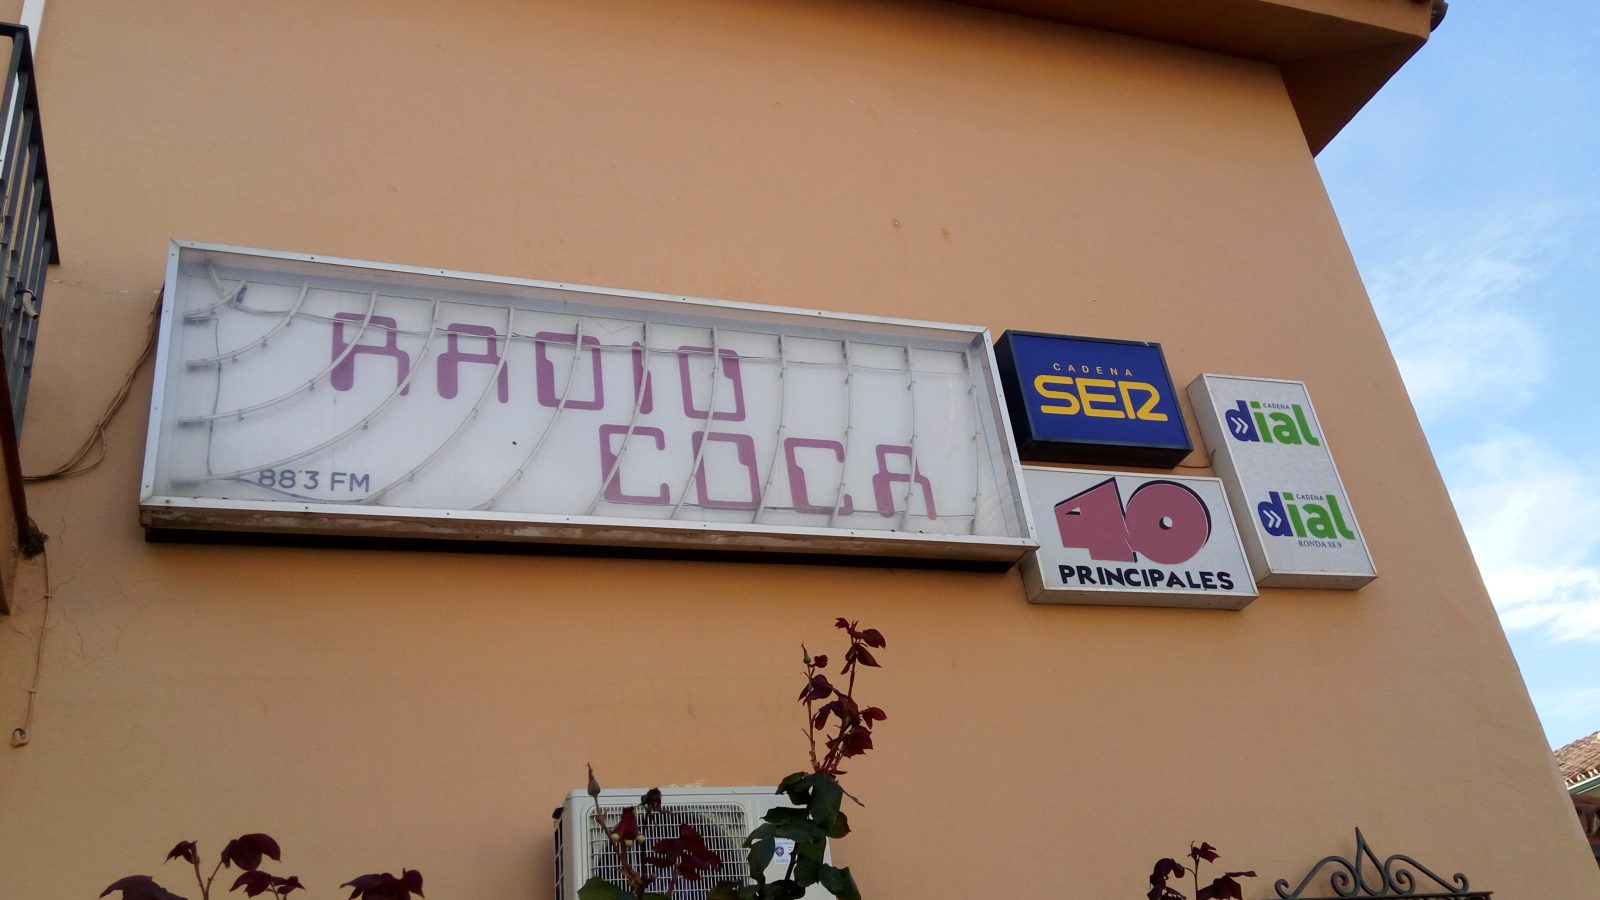 RADIO
COCA
88'3 FM
CADENA
SER
40
PRINCIPALES
CADENA
dial
CADENA
dial
RONDA 88.9